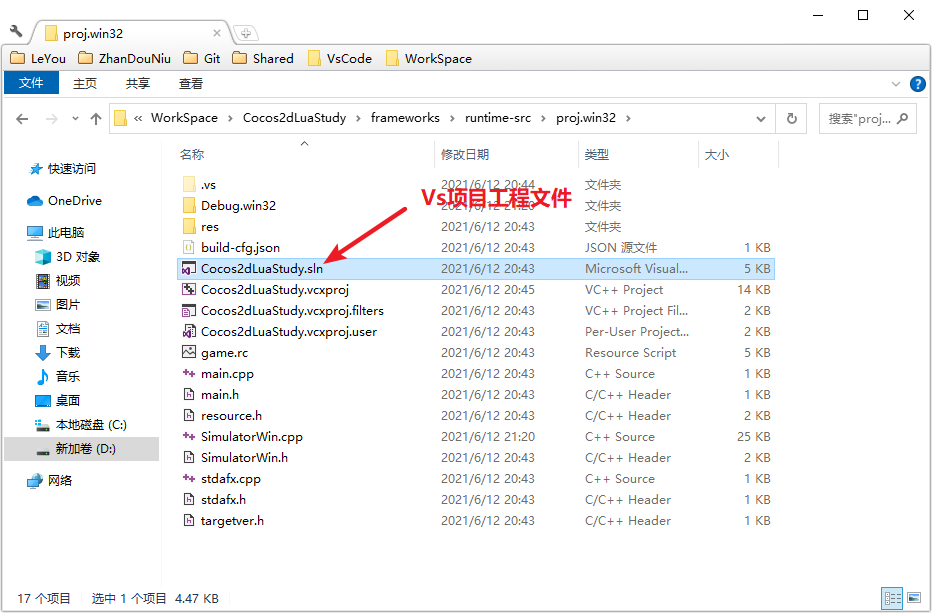 proj.win32
LeYou ZhanDouNiu Git Shared VsCode WorkSpace
文件 主页 共享 查看
« WorkSpace › Cocos2dLuaStudy › frameworks › runtime-src › proj.win32 › 搜索"proj...
名称 修改日期 类型 大小
快速访问
OneDrive
此电脑
3D 对象
视频
图片
文档
下载
音乐
桌面
本地磁盘 (C:)
新加卷 (D:)
网络
Vs项目工程文件
.vs 2021/6/12 20:44 文件夹
Debug.win32 2021/6/12 21:20 文件夹
res 2021/6/12 20:43 文件夹
build-cfg.json 2021/6/12 20:43 JSON 源文件 1 KB
Cocos2dLuaStudy.sln 2021/6/12 20:43 Microsoft Visual... 5 KB
Cocos2dLuaStudy.vcxproj 2021/6/12 20:45 VC++ Project 14 KB
Cocos2dLuaStudy.vcxproj.filters 2021/6/12 20:43 VC++ Project Fil... 2 KB
Cocos2dLuaStudy.vcxproj.user 2021/6/12 20:43 Per-User Project... 2 KB
game.rc 2021/6/12 20:43 Resource Script 5 KB
main.cpp 2021/6/12 20:43 C++ Source 1 KB
main.h 2021/6/12 20:43 C/C++ Header 1 KB
resource.h 2021/6/12 20:43 C/C++ Header 2 KB
SimulatorWin.cpp 2021/6/12 21:20 C++ Source 25 KB
SimulatorWin.h 2021/6/12 20:43 C/C++ Header 2 KB
stdafx.cpp 2021/6/12 20:43 C++ Source 1 KB
stdafx.h 2021/6/12 20:43 C/C++ Header 1 KB
targetver.h 2021/6/12 20:43 C/C++ Header 1 KB
17 个项目 选中 1 个项目 4.47 KB